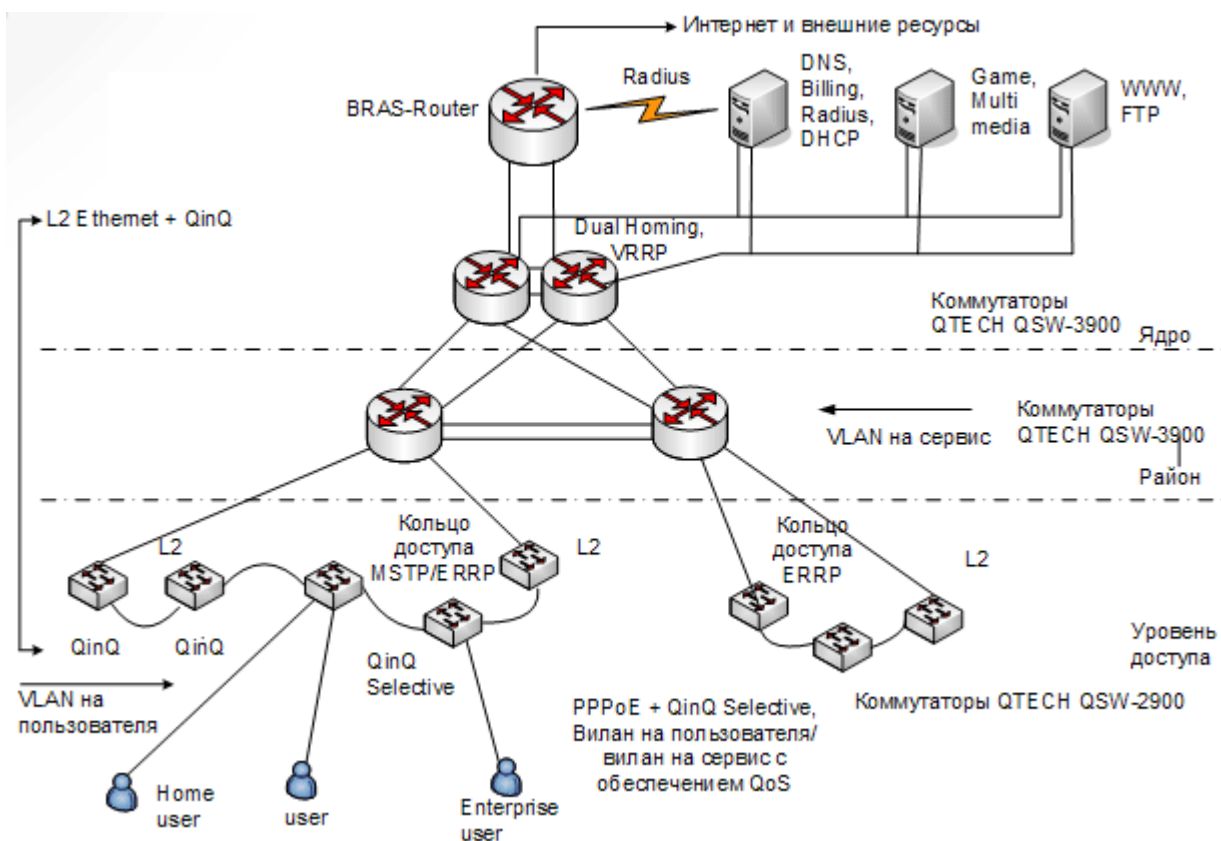 Интернет и внешние ресурсы
BRAS-Router
Radius
DNS,
Billing,
Radius,
DHCP
Game,
Multi
media
WWW,
FTP
L2 Ethernet + QinQ
Dual Homing,
VRRP
Коммутаторы
QTECH QSW-3900
Ядро
VLAN на сервис
Коммутаторы
QTECH QSW-3900
Район
L2
Кольцо
доступа
MSTP/ERRP
L2
Кольцо
доступа
ERRP
L2
QinQ
QinQ
QinQ
Selective
Уровень
доступа
VLAN на
пользователя
PPPoE + QinQ Selective,
Вилан на пользователя/
вилан на сервис с
обеспечением QoS
Коммутаторы QTECH QSW-2900
Home
user
user
Enterprise
user